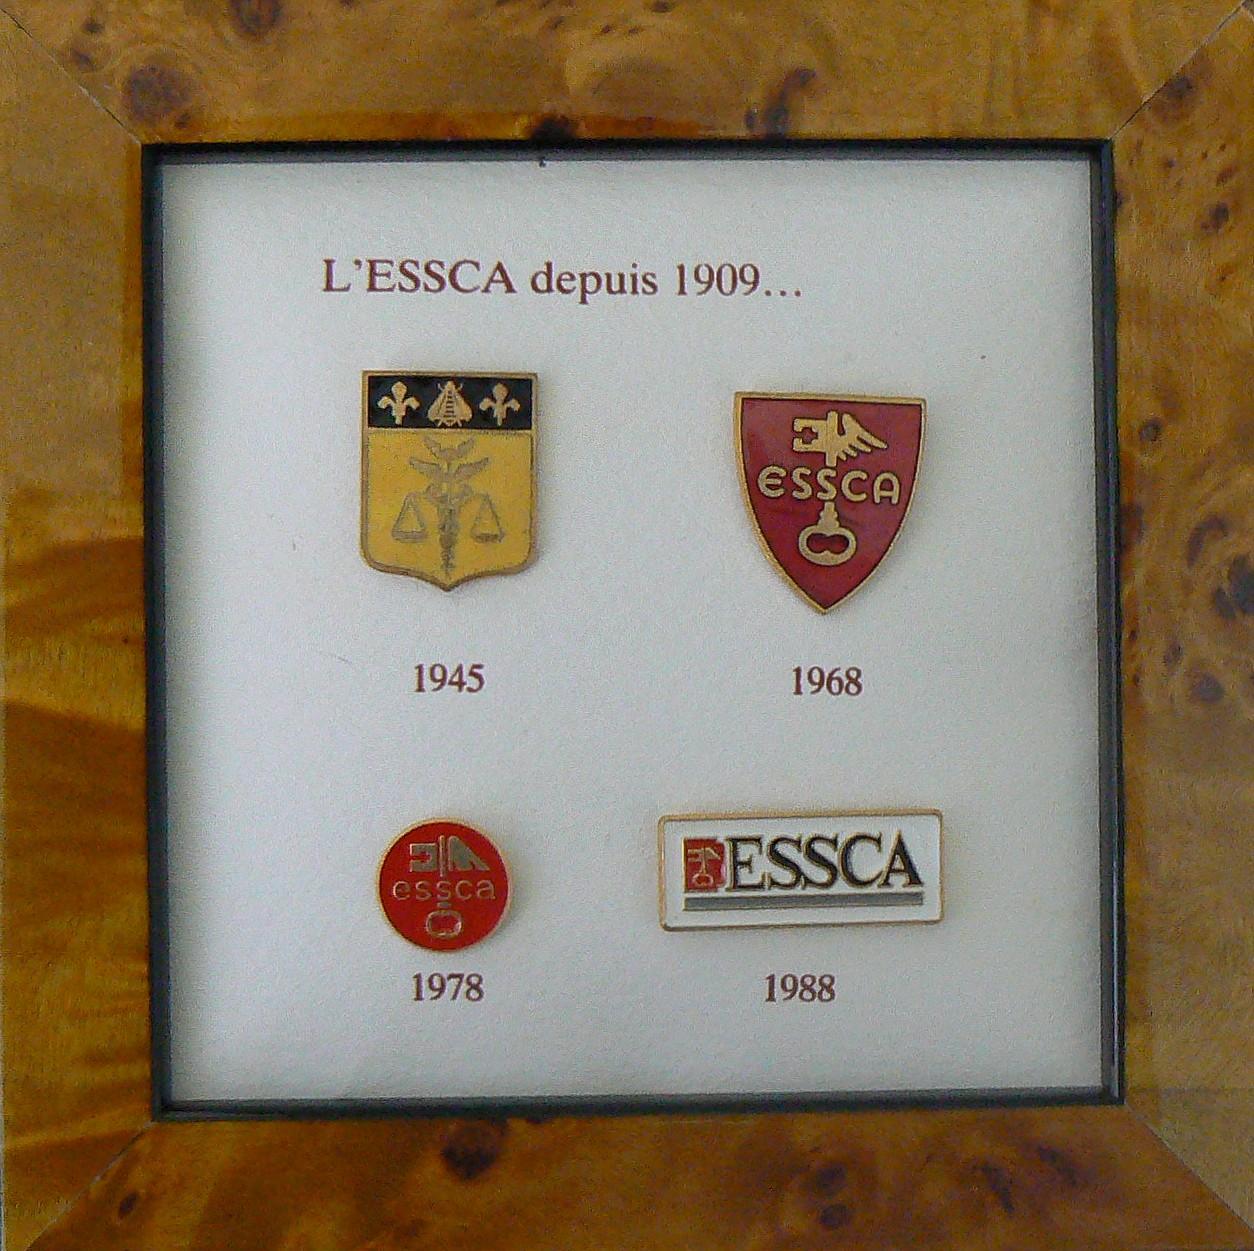 L'ESSCA depuis 1909...
ESSCA
1945
1968
essca
ESSCA
1978
1988